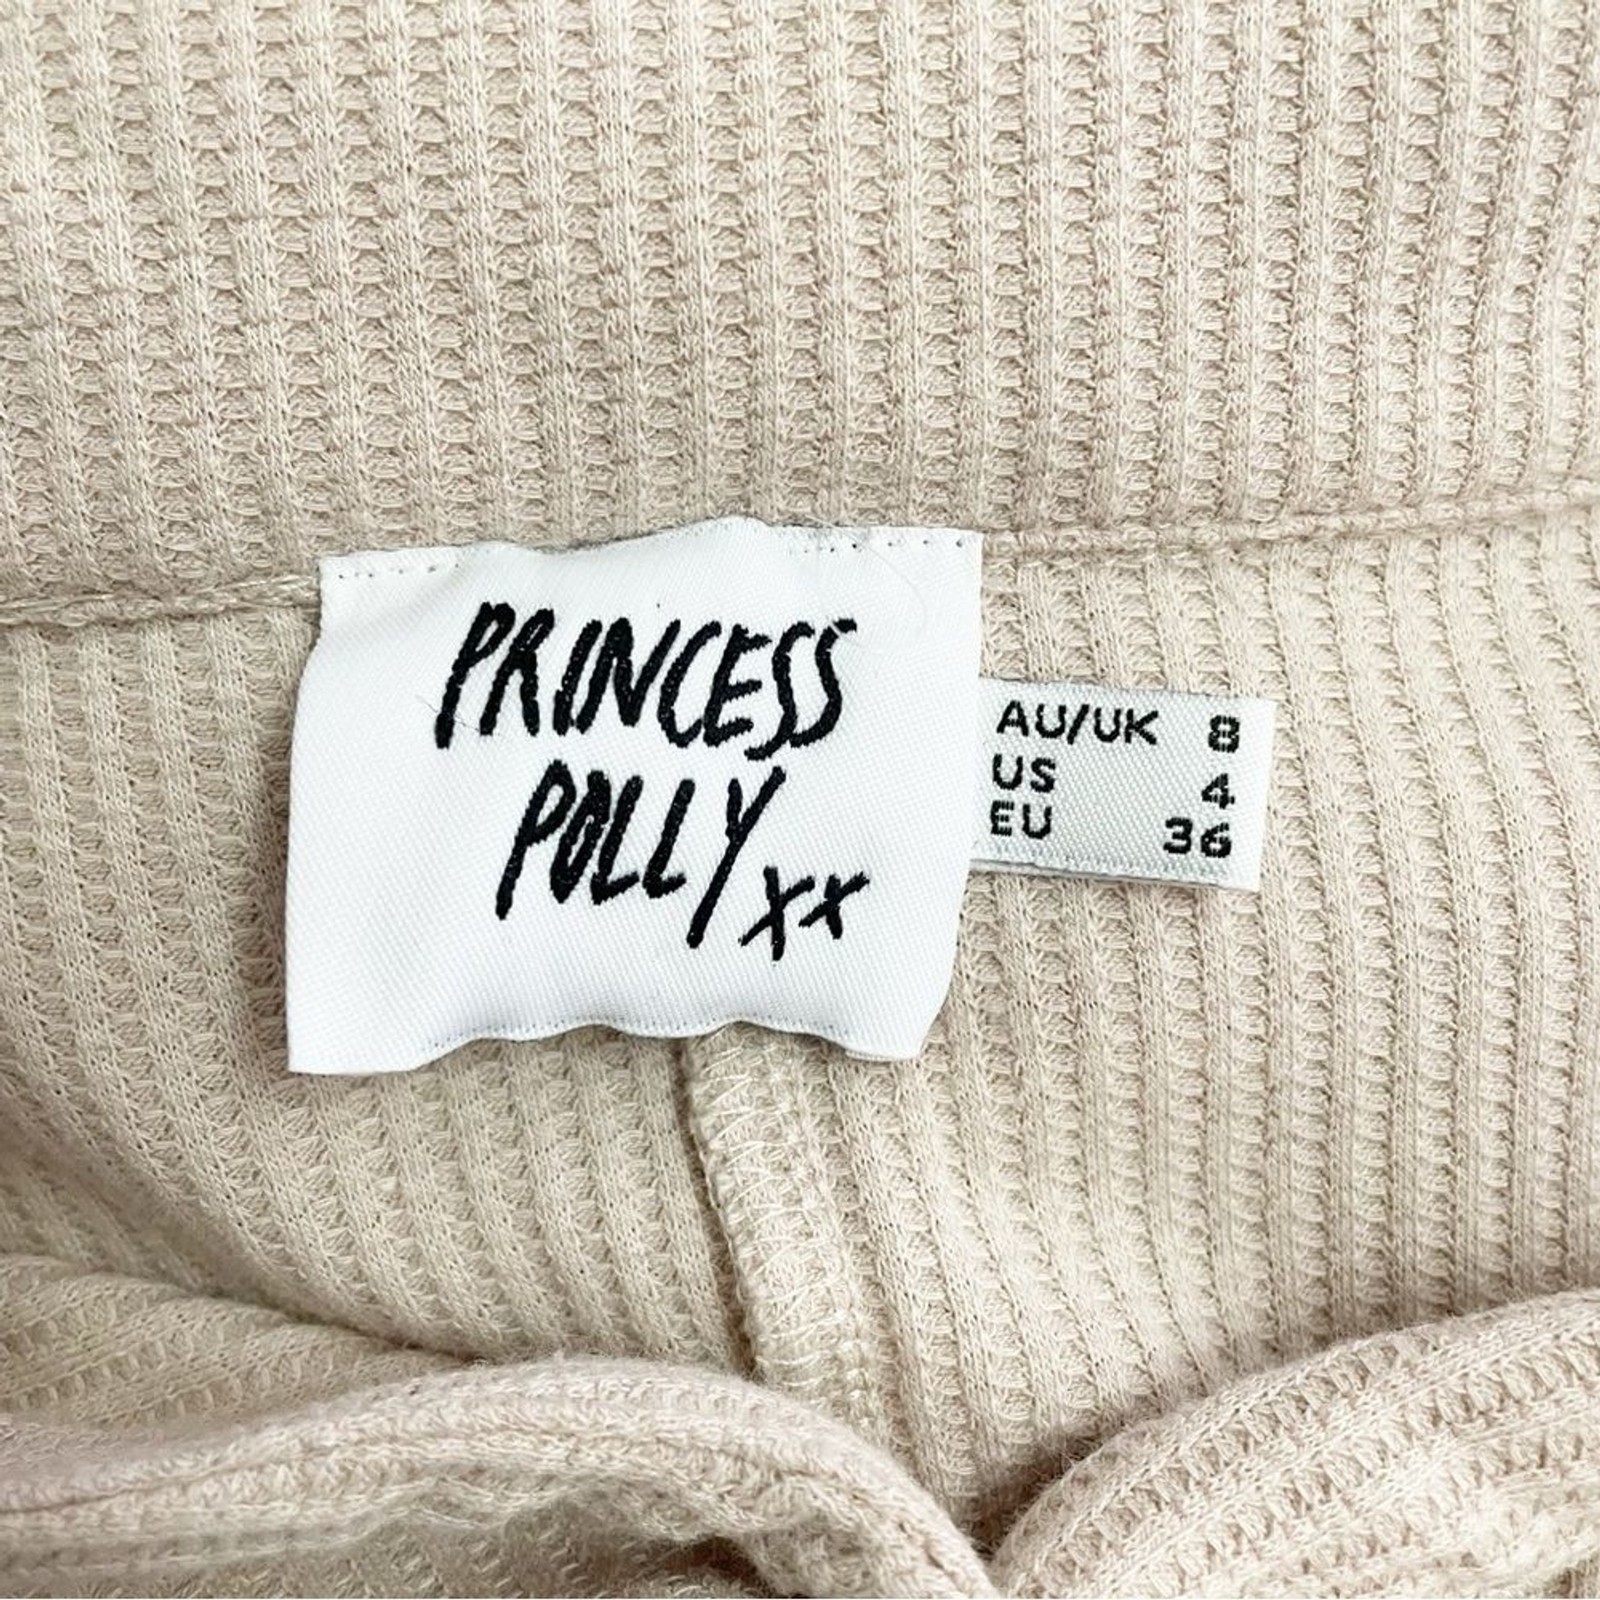 PRINCESS
POLLY xx
AU/UK 8
US 4
EU 36